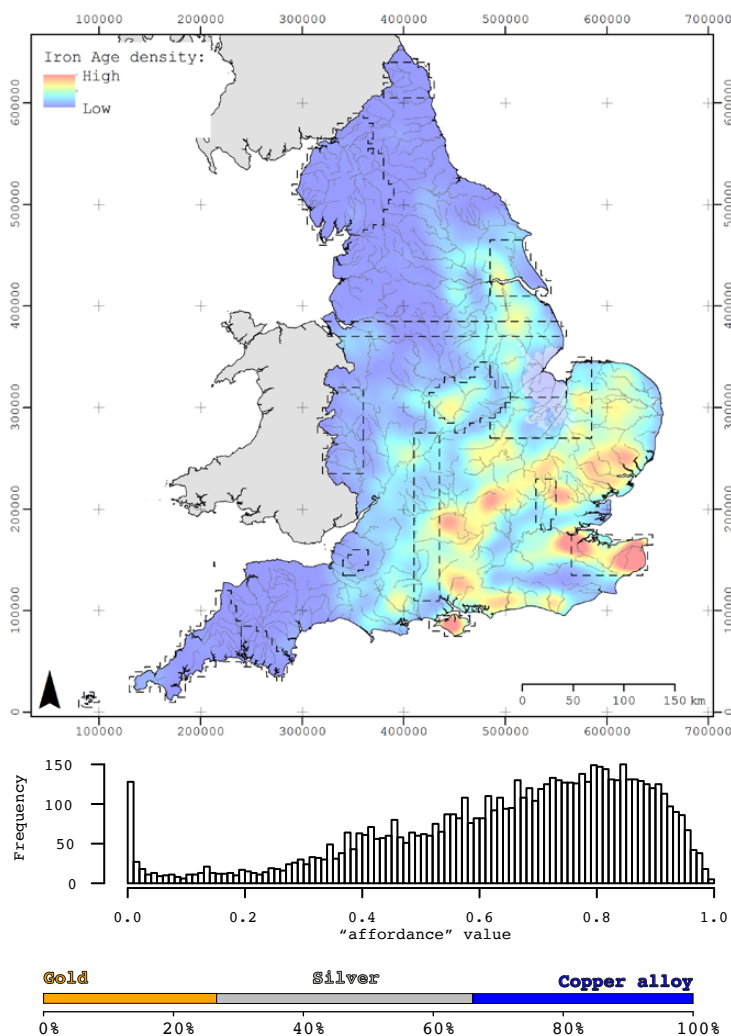 100000 200000 300000 400000 500000 600000 700000
Iron Age density:
High
Low
600000 600000
500000 500000
400000 400000
300000 300000
200000 200000
100000 100000
0 0
0 50 100 150 km
100000 200000 300000 400000 500000 600000 700000
Frequency
150
100
50
0
0.0 0.2 0.4 0.6 0.8 1.0
“affordance” value
Gold Silver Copper alloy
0% 20% 40% 60% 80% 100%